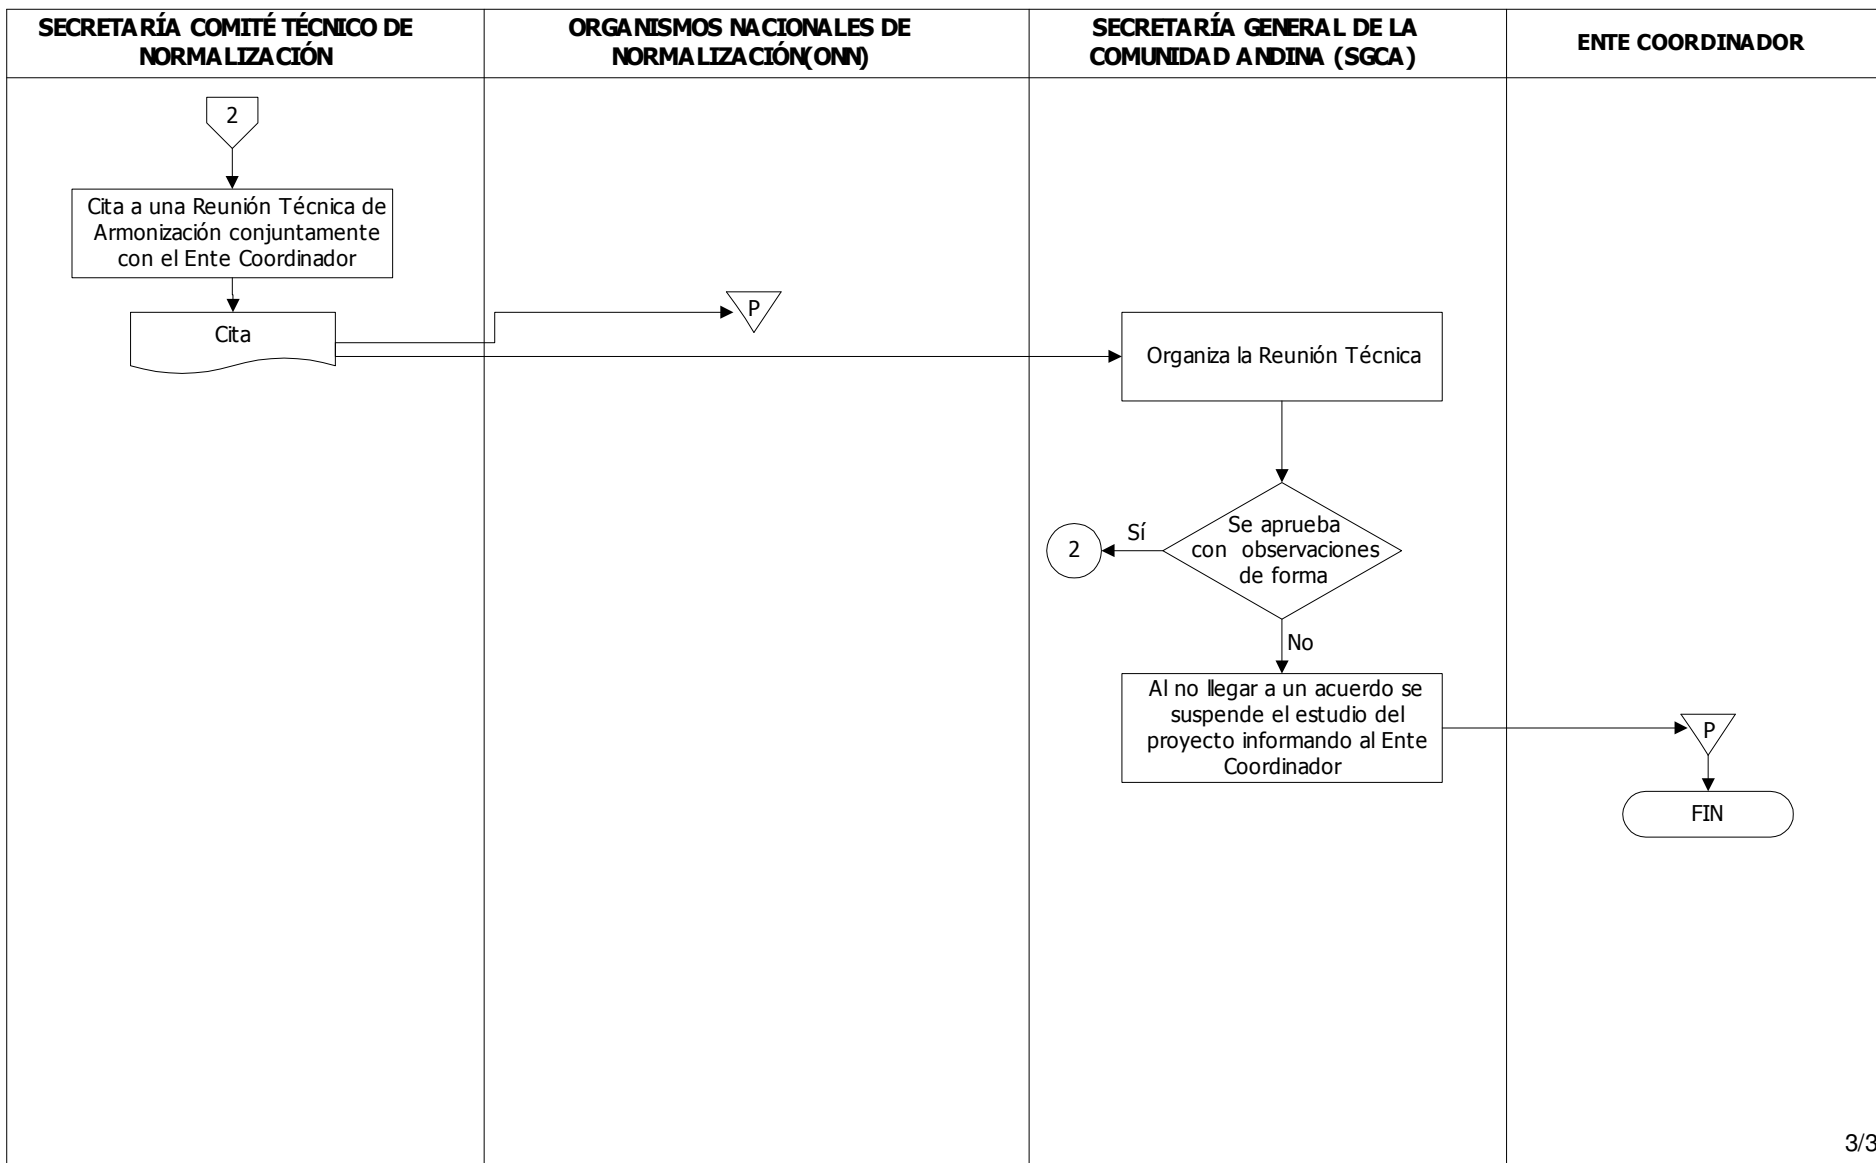 SECRETARÍA COMITÉ TÉCNICO DE
NORMALIZACIÓN
ORGANISMOS NACIONALES DE
NORMALIZACIÓN(ONN)
SECRETARÍA GENERAL DE LA
COMUNIDAD ANDINA (SGCA)
ENTE COORDINADOR
2
Cita a una Reunión Técnica de
Armonización conjuntamente
con el Ente Coordinador
Cita
P
Organiza la Reunión Técnica
Se aprueba
con observaciones
de forma
Sí
2
No
Al no llegar a un acuerdo se
suspende el estudio del
proyecto informando al Ente
Coordinador
P
FIN
3/3